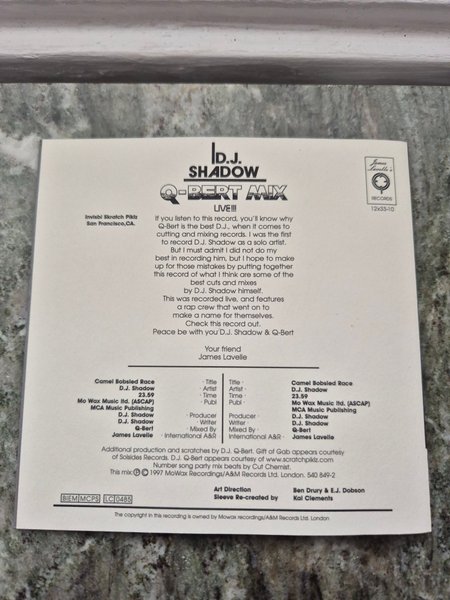 D.J.
SHADOW
Q-BERT MIX
LIVE!!!
James
Lavelle's
RECORDS
12x33-10
Invisbl Skratch Piklz
San Francisco,CA.
If you listen to this record, you'll know why
Q-Bert is the best D.J., when it comes to
cutting and mixing records. I was the first
to record D.J. Shadow as a solo artist.
But I must admit I did not do my
best in recording him, but I hope to make
up for those mistakes by putting together
this record of what I think are some of the
best cuts and mixes
by D.J. Shadow himself.
This was recorded live, and features
a rap crew that went on to
make a name for themselves.
Check this record out.
Peace be with you D.J. Shadow & Q-Bert
Your friend
James Lavelle
Camel Bobsled Race · Title Title · Camel Bobsled Race
D.J. Shadow · Artist Artist · D.J. Shadow
23.59 · Time Time · 23.59
Mo Wax Music ltd. (ASCAP) · Publ Publ · Mo Wax Music ltd. (ASCAP)
MCA Music Publishing MCA Music Publishing
D.J. Shadow · Producer Producer · D.J. Shadow
D.J. Shadow · Writer Writer · D.J. Shadow
Q-Bert · Mixed By Mixed By · Q-Bert
James Lavelle · International A&R International A&R · James Lavelle
Additional production and scratches by D.J. Q-Bert. Gift of Gab appears courtesy
of Solesides Records. D.J. Q-Bert appears courtesy of www.scratchpiklz.com.
Number song party mix beats by Cut Chemist.
This mix: Ⓟ © 1997 MoWax Recordings/A&M Records Ltd. London. 540 849-2
Art Direction Ben Drury & E.J. Dobson
Sleeve Re-created by Kai Clements
BIEM MCPS LC 0485
The copyright in this recording is owned by Mowax recordings/A&M Records Ltd. London.